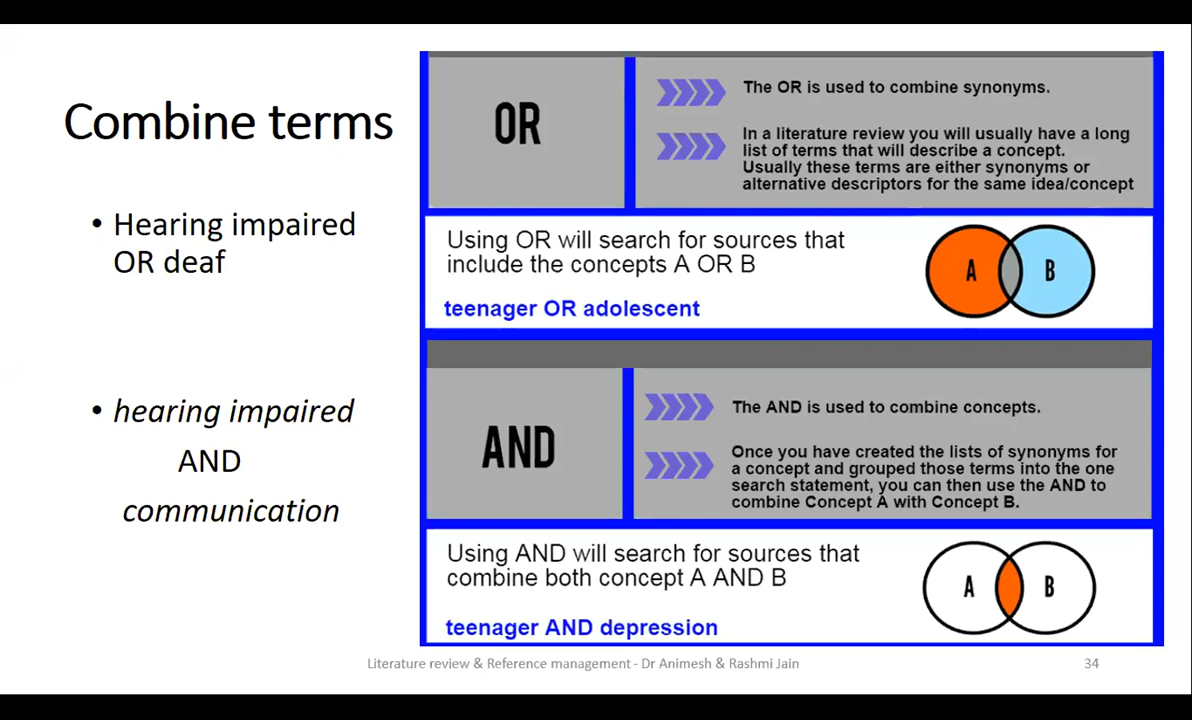 Combine terms
• Hearing impaired
OR deaf
• hearing impaired
AND
communication
OR
The OR is used to combine synonyms.
In a literature review you will usually have a long
list of terms that will describe a concept.
Usually these terms are either synonyms or
alternative descriptors for the same idea/concept
Using OR will search for sources that
include the concepts A OR B
teenager OR adolescent
A B
AND
The AND is used to combine concepts.
Once you have created the lists of synonyms for
a concept and grouped those terms into the one
search statement, you can then use the AND to
combine Concept A with Concept B.
Using AND will search for sources that
combine both concept A AND B
teenager AND depression
A B
Literature review & Reference management - Dr Animesh & Rashmi Jain
34